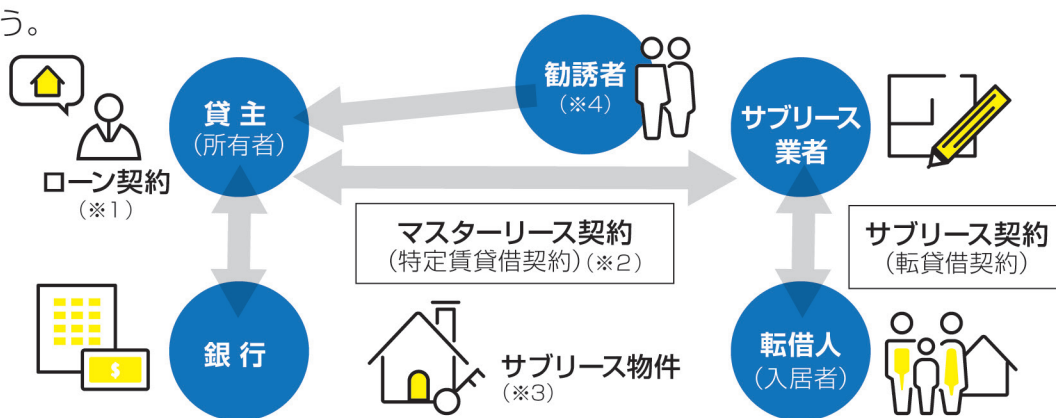 う。
勧誘者
(※4)
貸主
(所有者)
サブリース
業者
ローン契約
(※1)
マスターリース契約
(特定賃貸借契約)(※2)
サブリース契約
(転貸借契約)
銀行
$
サブリース物件
(※3)
転借人
(入居者)